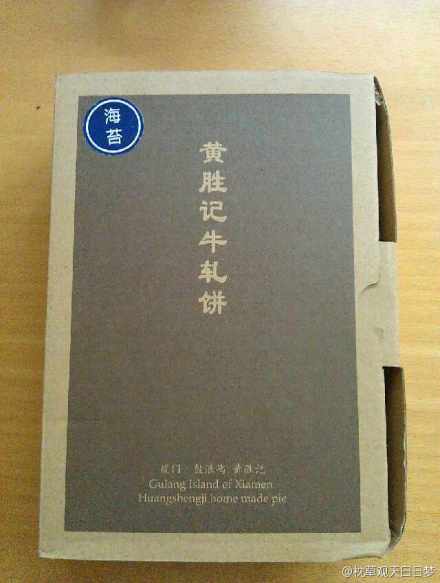 海苔
黄胜记牛轧饼
厦门 鼓浪屿 黄胜记
Gulang Island of Xiamen
Huangshengji home made pie
@枕草观天白日梦